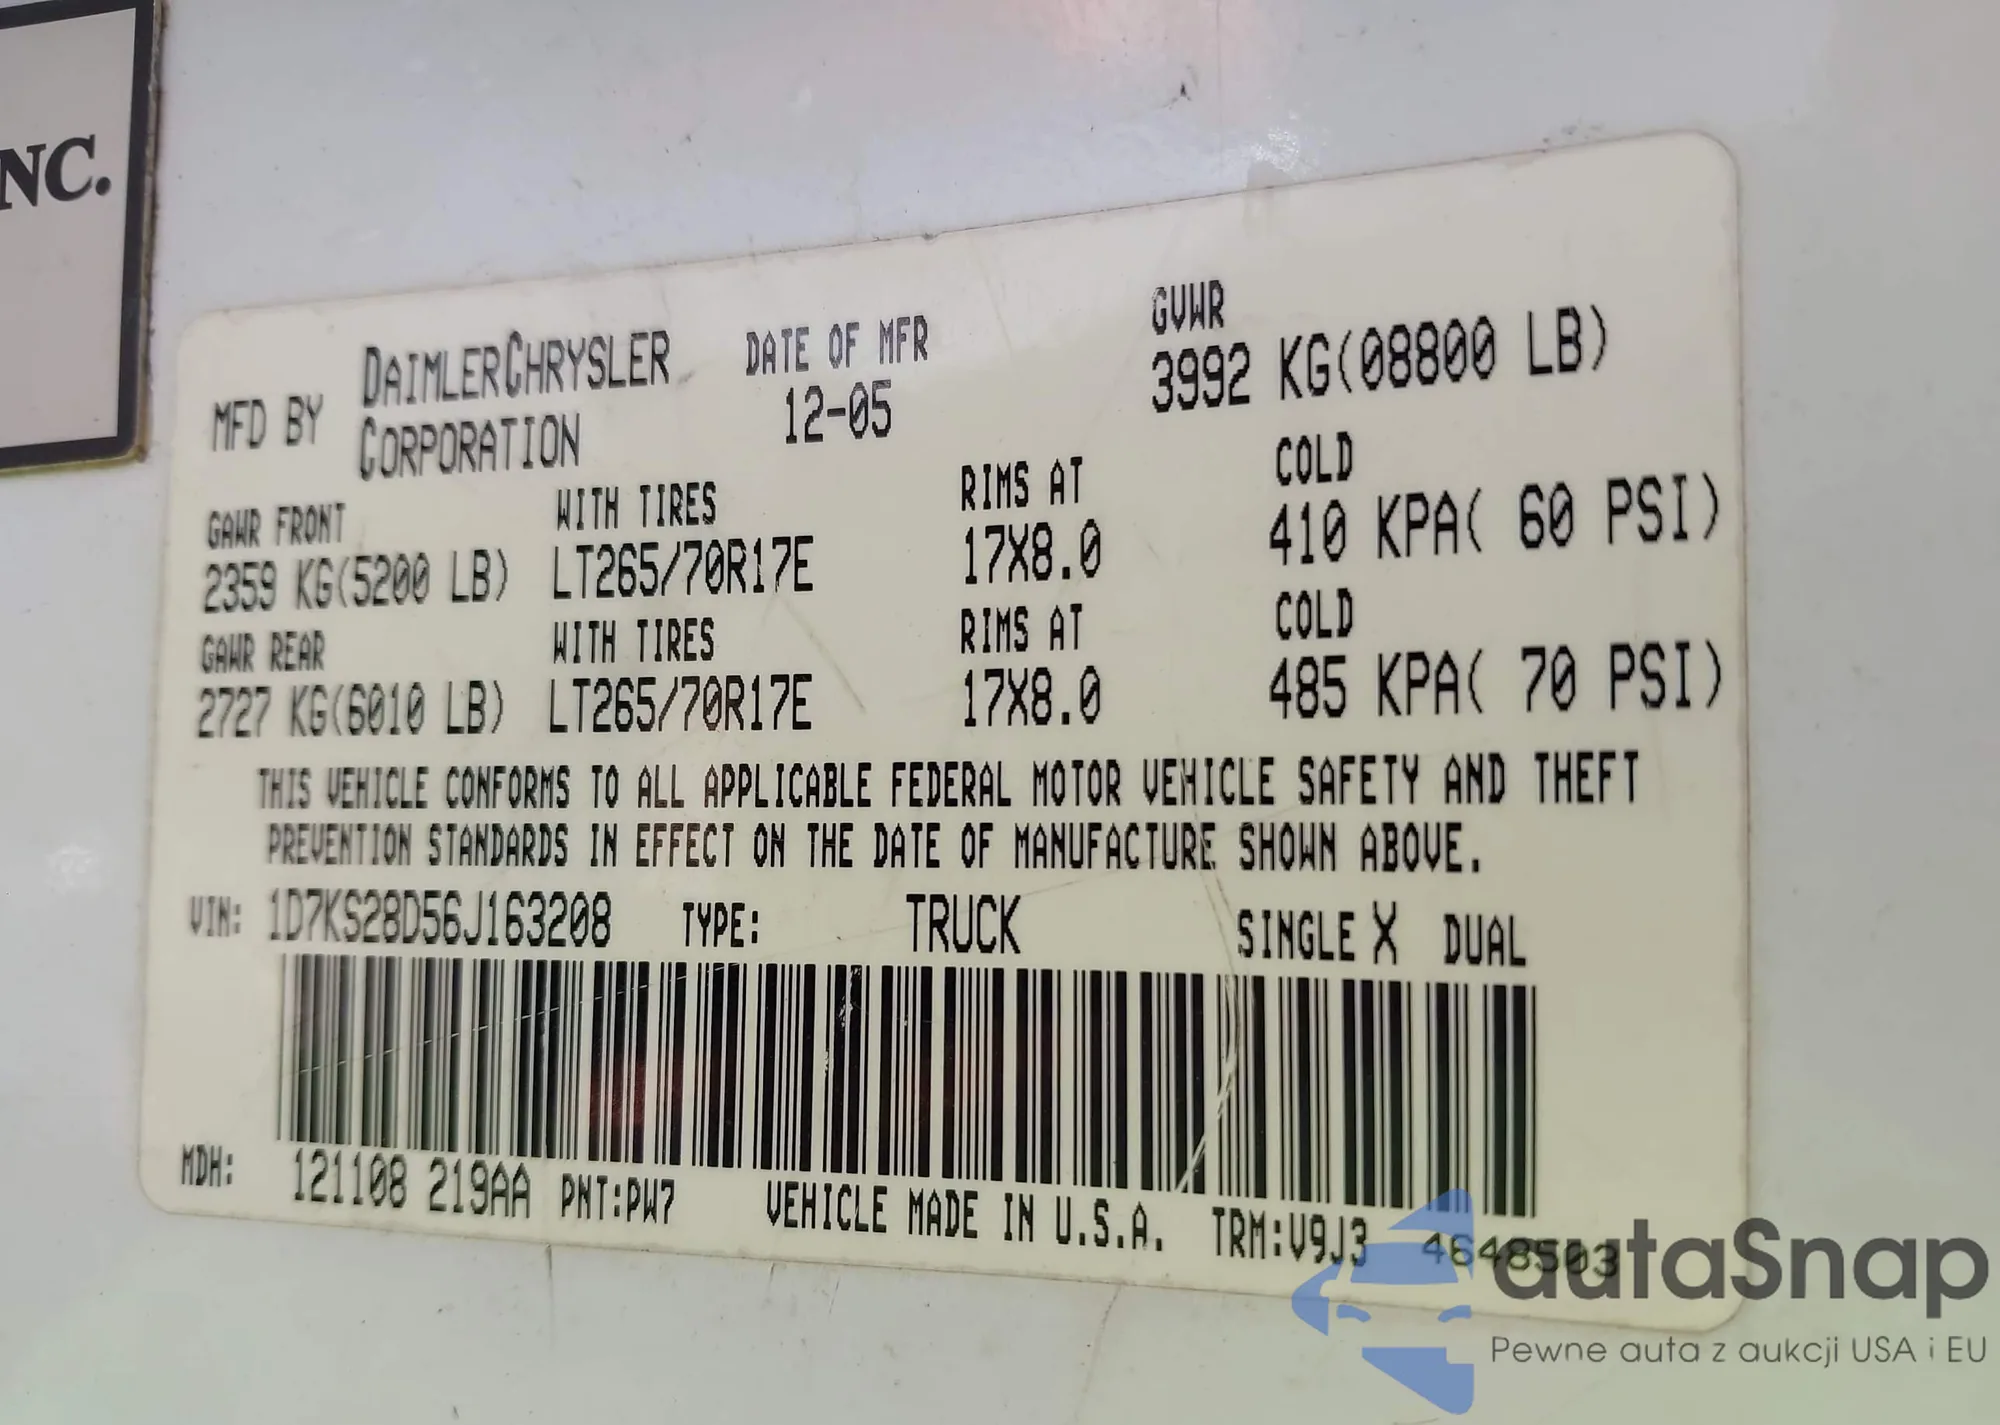 NC.
MFD BY DAIMLERCHRYSLER CORPORATION DATE OF MFR 12-05 GVWR 3992 KG(08800 LB)
GAWR FRONT WITH TIRES RIMS AT COLD
2359 KG(5200 LB) LT265/70R17E 17X8.0 410 KPA( 60 PSI)
GAWR REAR WITH TIRES RIMS AT COLD
2727 KG(6010 LB) LT265/70R17E 17X8.0 485 KPA( 70 PSI)
THIS VEHICLE CONFORMS TO ALL APPLICABLE FEDERAL MOTOR VEHICLE SAFETY AND THEFT
PREVENTION STANDARDS IN EFFECT ON THE DATE OF MANUFACTURE SHOWN ABOVE.
VIN: 1D7KS28D56J163208 TYPE: TRUCK SINGLE X DUAL
MDH: 121108 219AA PNT:PW7 VEHICLE MADE IN U.S.A. TRM:V9J3 4648503
autaSnap
Pewne auta z aukcji USA i EU